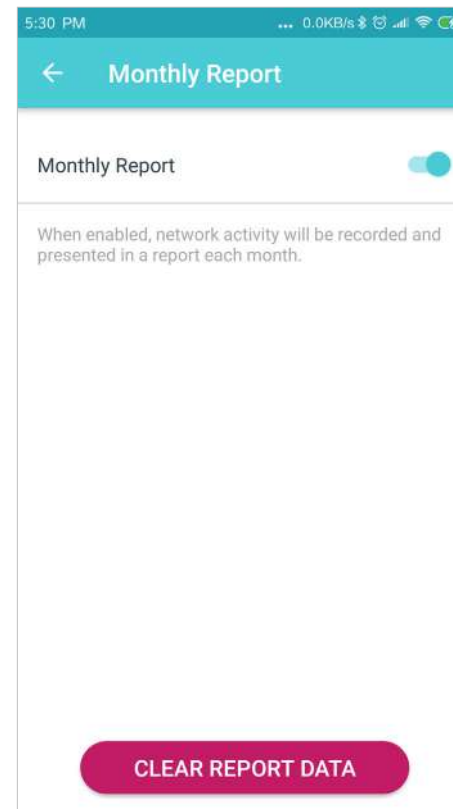 5:30 PM ... 0.0KB/s
Monthly Report
Monthly Report
When enabled, network activity will be recorded and
presented in a report each month.
CLEAR REPORT DATA